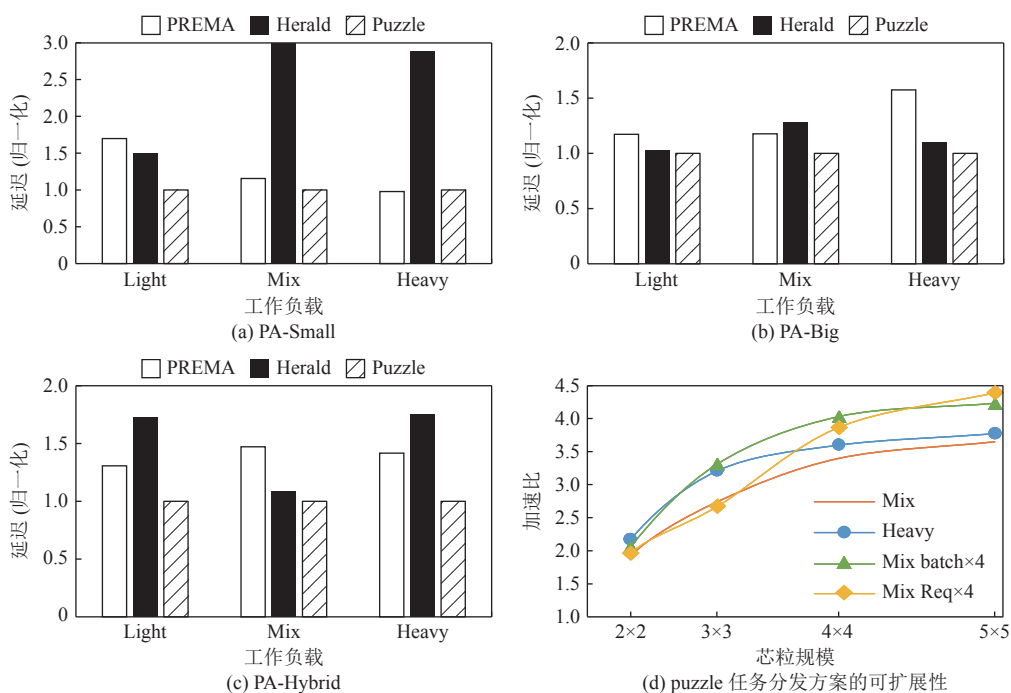 PREMA Herald Puzzle
3.0
2.5
2.0
1.5
1.0
0.5
0
延迟 (归一化)
Light Mix Heavy
工作负载
(a) PA-Small
PREMA Herald Puzzle
2.0
1.5
1.0
0.5
0
延迟 (归一化)
Light Mix Heavy
工作负载
(b) PA-Big
PREMA Herald Puzzle
2.0
1.5
1.0
0.5
0
延迟 (归一化)
Light Mix Heavy
工作负载
(c) PA-Hybrid
4.5
4.0
3.5
3.0
2.5
2.0
1.5
1.0
加速比
Mix
Heavy
Mix batch×4
Mix Req×4
2×2 3×3 4×4 5×5
芯粒规模
(d) puzzle 任务分发方案的可扩展性